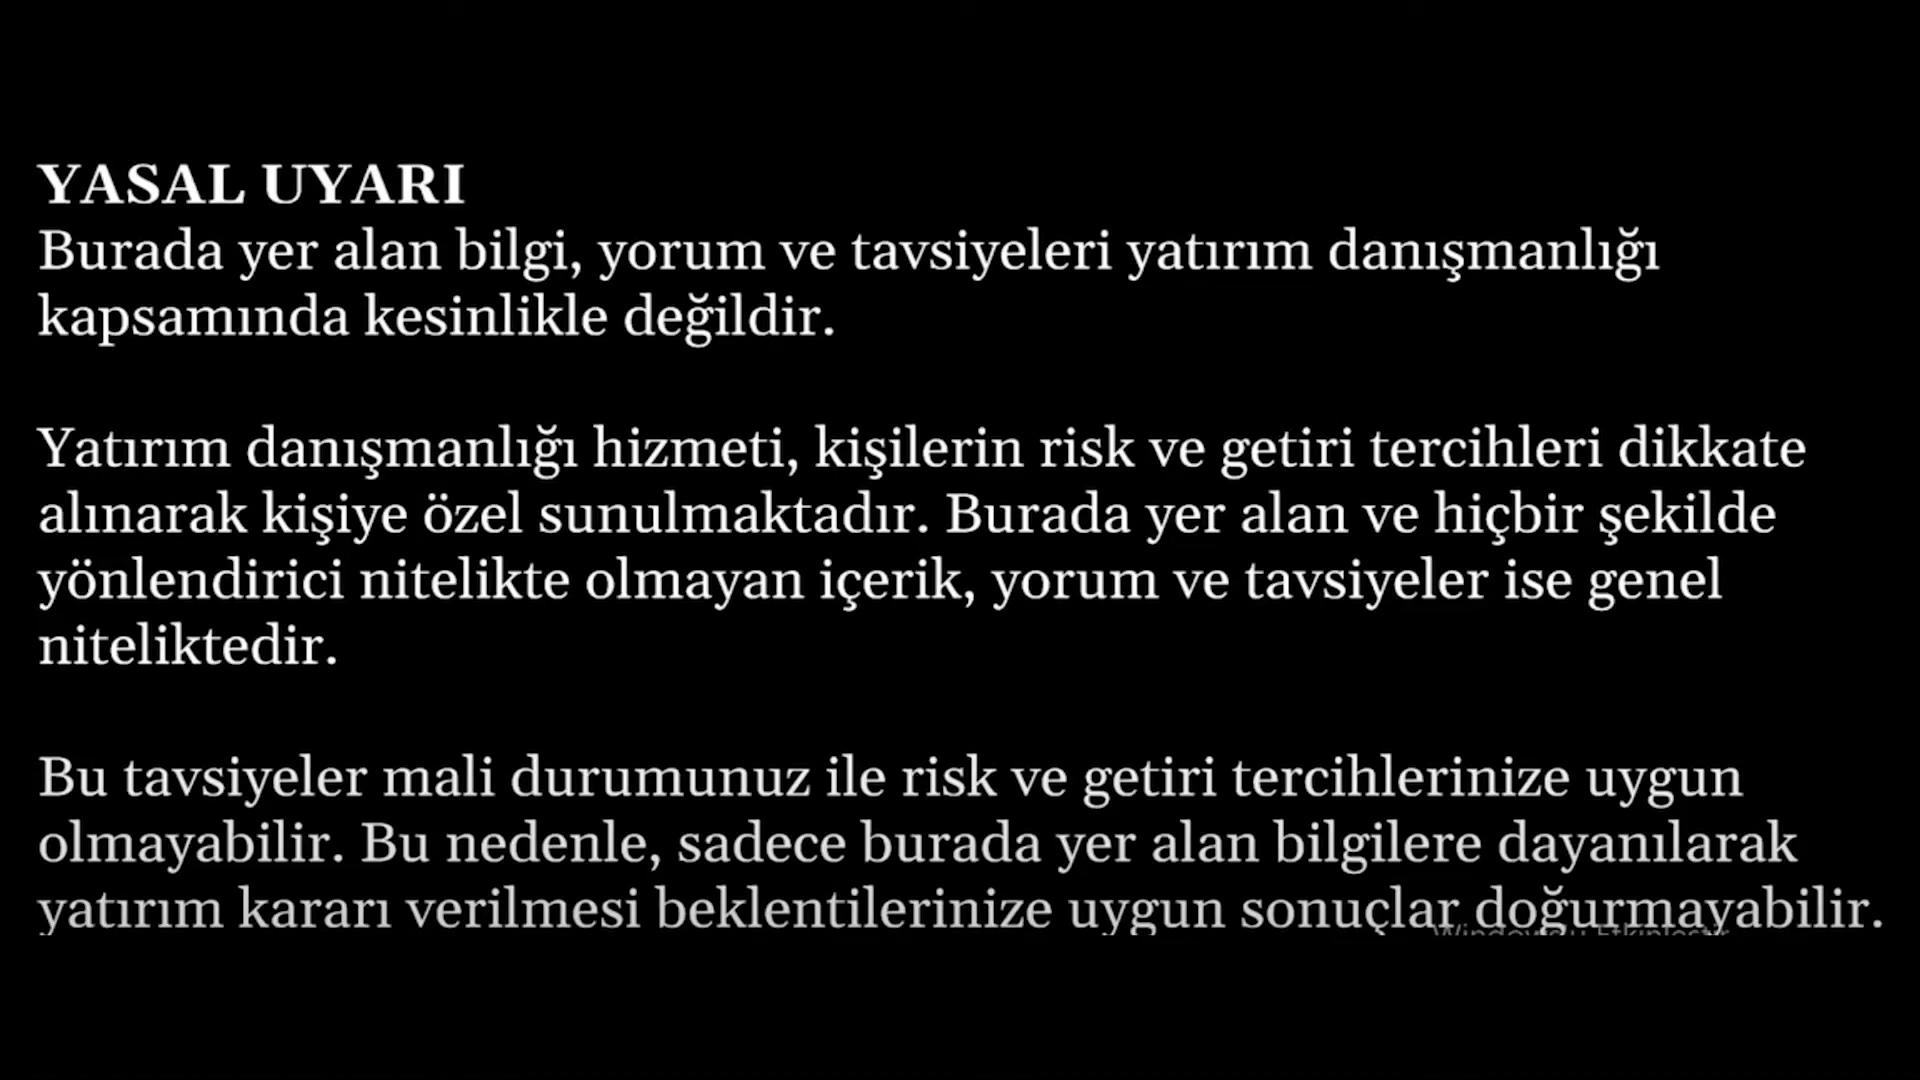 YASAL UYARI
Burada yer alan bilgi, yorum ve tavsiyeleri yatırım danışmanlığı
kapsamında kesinlikle değildir.
Yatırım danışmanlığı hizmeti, kişilerin risk ve getiri tercihleri dikkate
alınarak kişiye özel sunulmaktadır. Burada yer alan ve hiçbir şekilde
yönlendirici nitelikte olmayan içerik, yorum ve tavsiyeler ise genel
niteliktedir.
Bu tavsiyeler mali durumunuz ile risk ve getiri tercihlerinize uygun
olmayabilir. Bu nedenle, sadece burada yer alan bilgilere dayanılarak
yatırım kararı verilmesi beklentilerinize uygun sonuçlar doğurmayabilir.